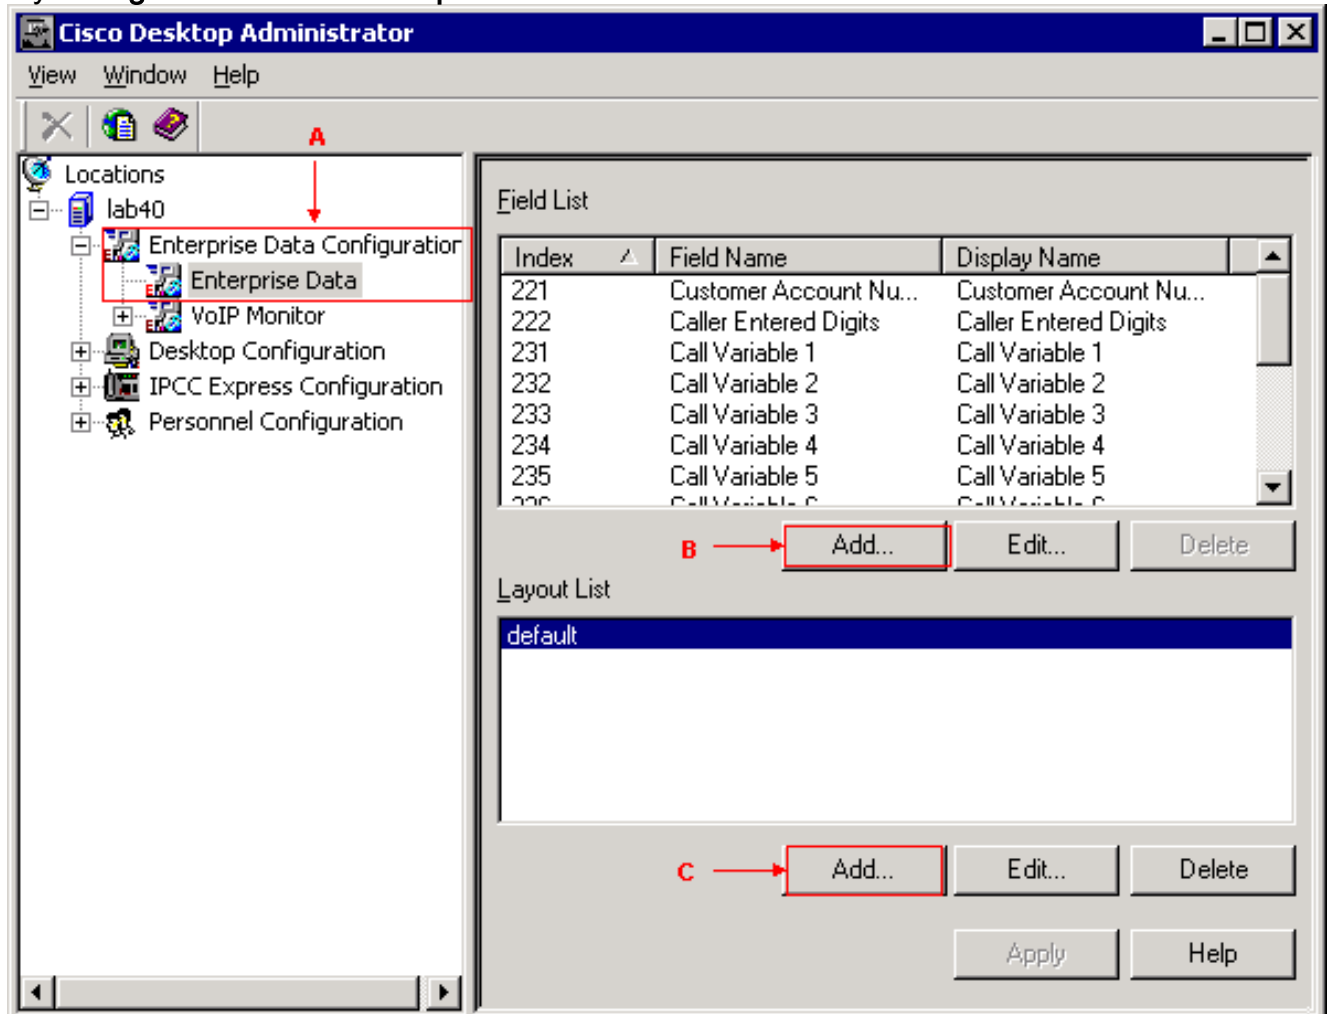 Cisco Desktop Administrator
View Window Help
A
Locations
lab40
Enterprise Data Configuration
Enterprise Data
VoIP Monitor
Desktop Configuration
IPCC Express Configuration
Personnel Configuration
Field List
Index Field Name Display Name
221 Customer Account Nu... Customer Account Nu...
222 Caller Entered Digits Caller Entered Digits
231 Call Variable 1 Call Variable 1
232 Call Variable 2 Call Variable 2
233 Call Variable 3 Call Variable 3
234 Call Variable 4 Call Variable 4
235 Call Variable 5 Call Variable 5
B Add... Edit... Delete
Layout List
default
C Add... Edit... Delete
Apply Help